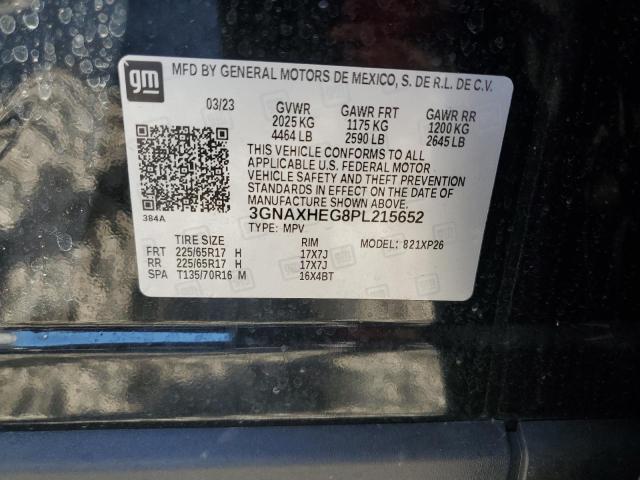 gm
MFD BY GENERAL MOTORS DE MEXICO, S. DE R.L. DE C.V.
03/23 GVWR GAWR FRT GAWR RR
2025 KG 1175 KG 1200 KG
4464 LB 2590 LB 2645 LB
THIS VEHICLE CONFORMS TO ALL
APPLICABLE U.S. FEDERAL MOTOR
VEHICLE SAFETY AND THEFT PREVENTION
STANDARDS IN EFFECT ON THE DATE OF
MANUFACTURE SHOWN ABOVE.
384A 3GNAXHEG8PL215652
TYPE: MPV MODEL: 821XP26
TIRE SIZE RIM
FRT 225/65R17 H 17X7J
RR 225/65R17 H 17X7J
SPA T135/70R16 M 16X4BT